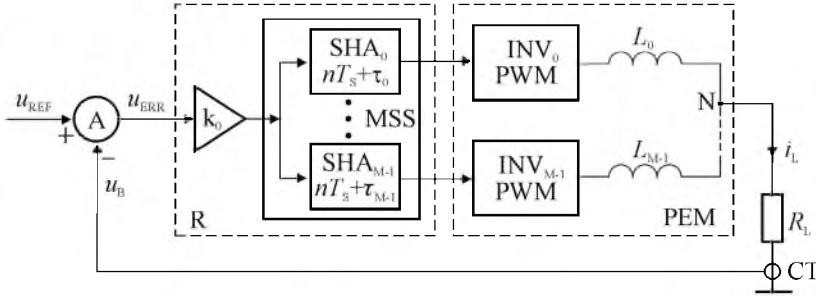 u_REF
+
A
−
u_ERR
u_B
k_0
SHA_0
nT_S+τ_0
MSS
SHA_M-1
nT_S+τ_M-1
R
INV_0
PWM
INV_M-1
PWM
PEM
L_0
L_M-1
N
i_L
R_L
CT